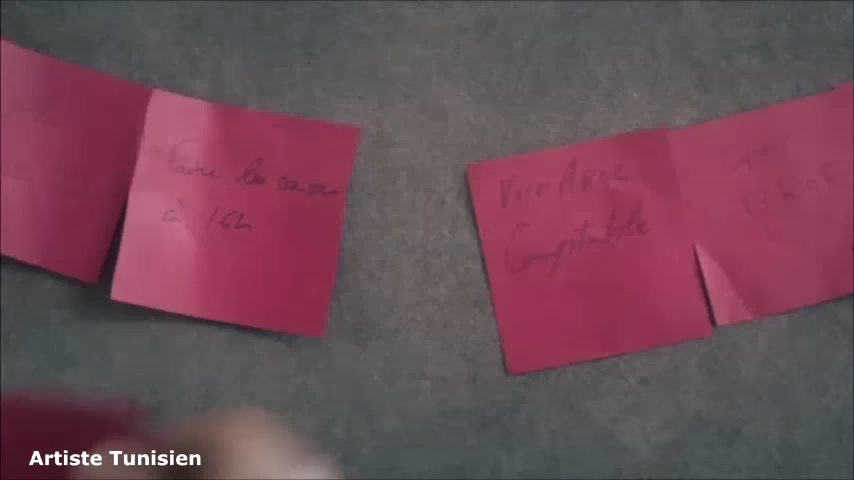 Faire les courses
à 16h
Voir Avec
Comptable
Artiste Tunisien